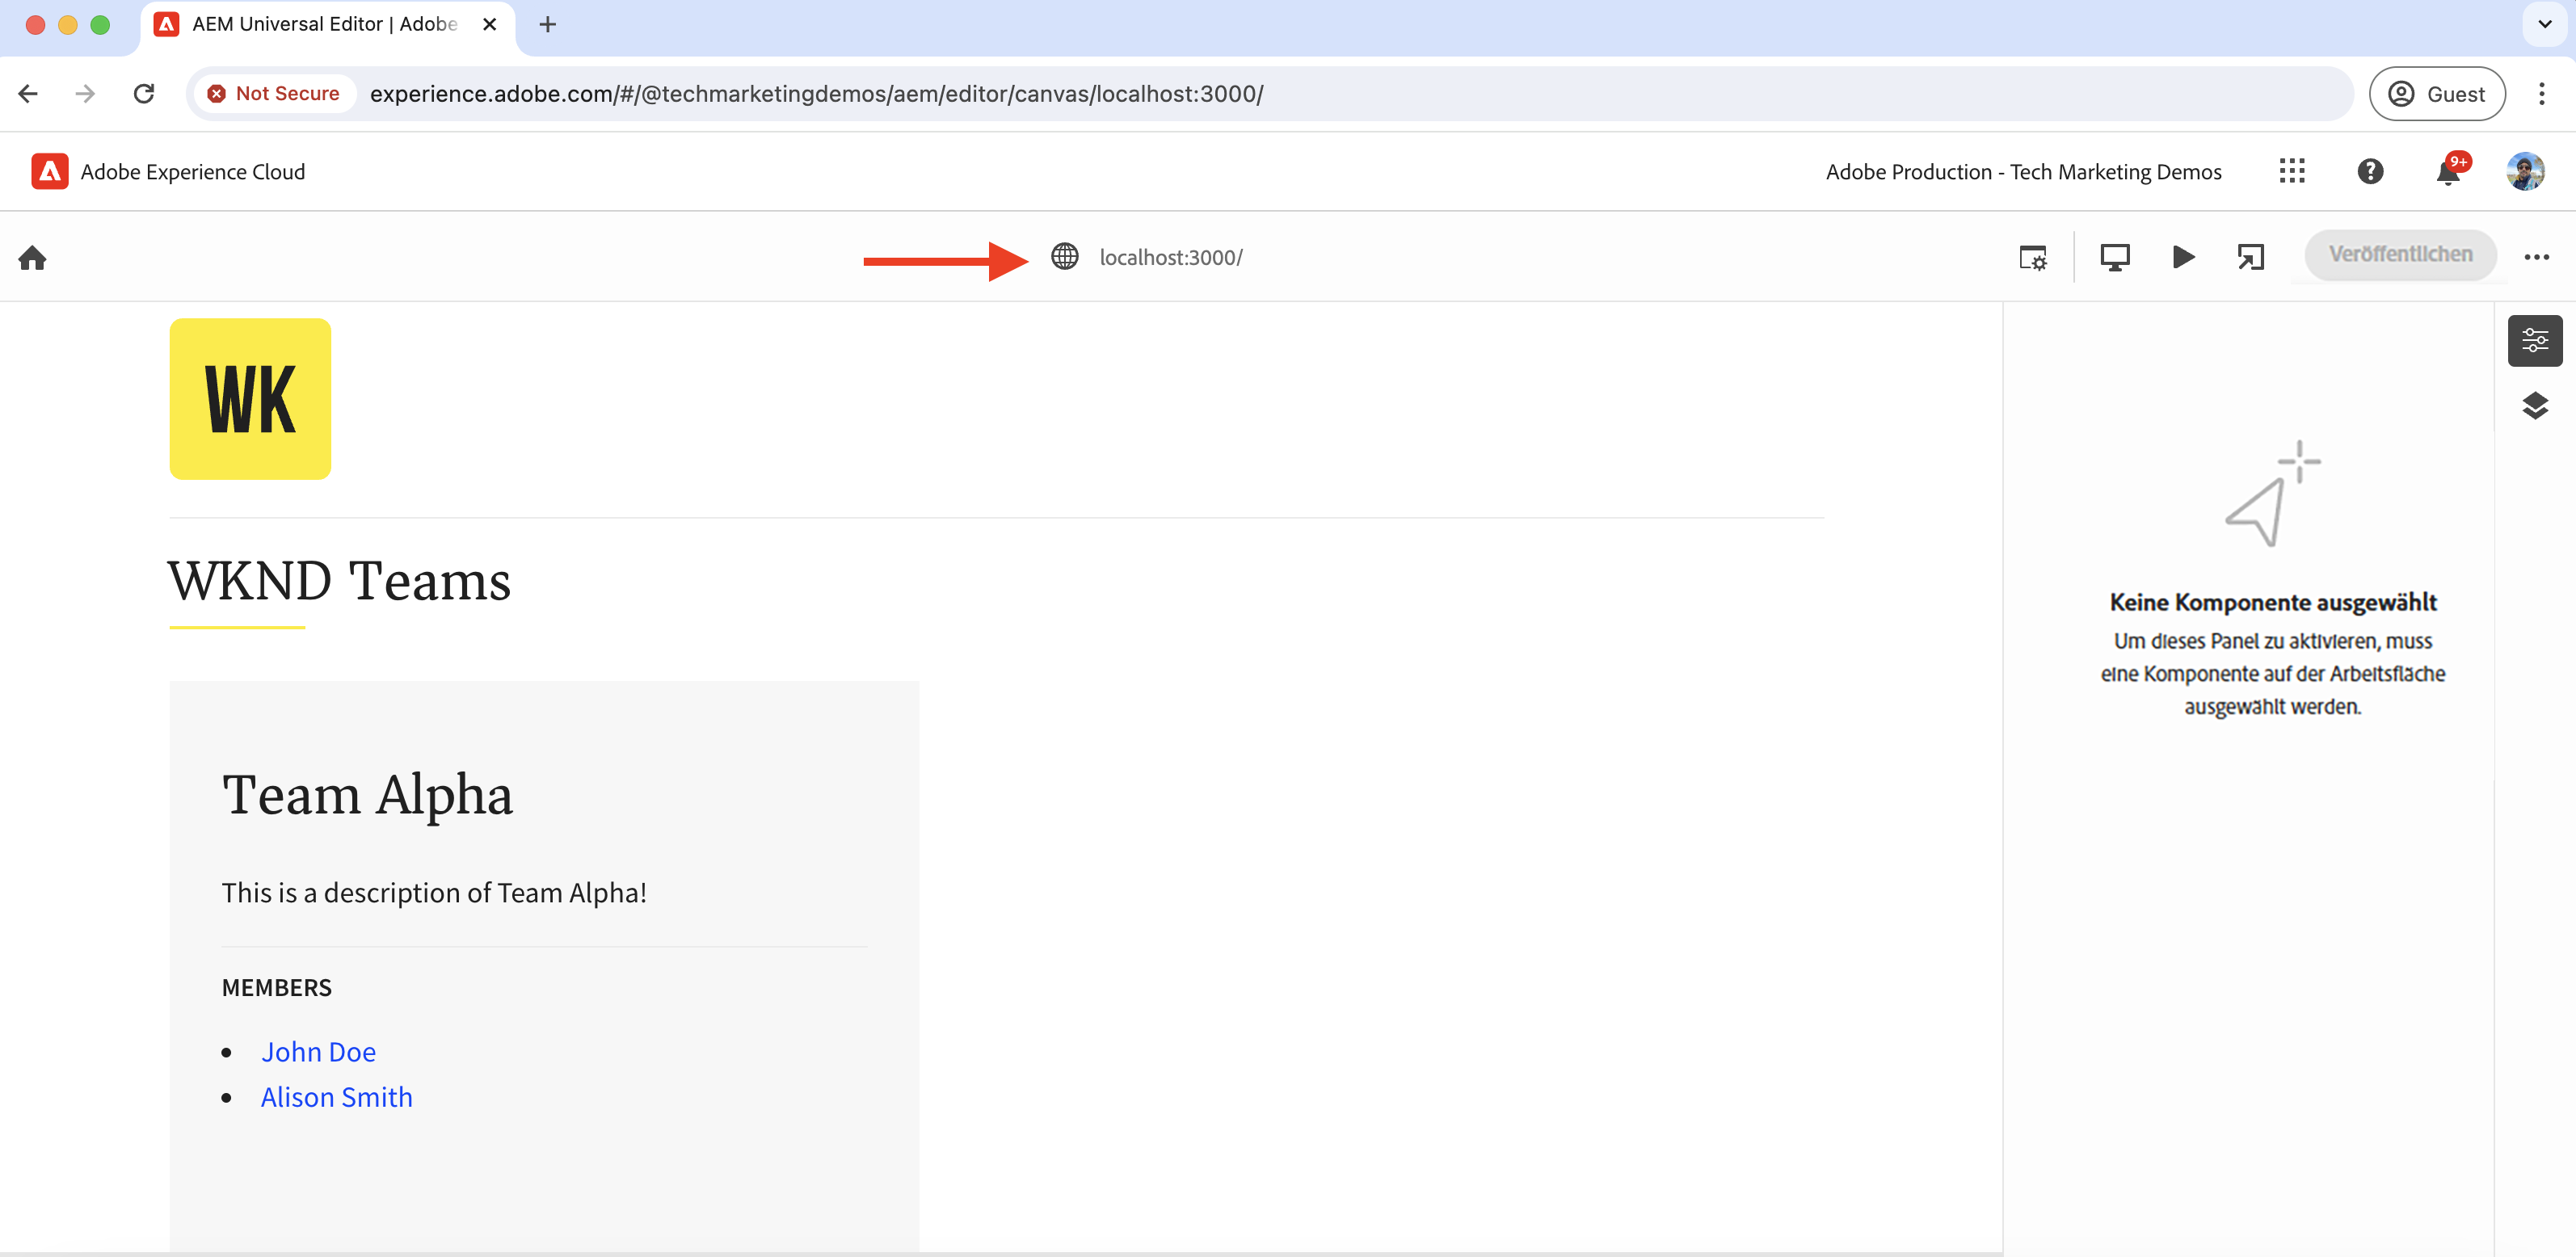 AEM Universal Editor | Adobe
Not Secure
experience.adobe.com/#/@techmarketingdemos/aem/editor/canvas/localhost:3000/
Guest
Adobe Experience Cloud
Adobe Production - Tech Marketing Demos
9+
localhost:3000/
Veröffentlichen
WK
WKND Teams
Team Alpha
This is a description of Team Alpha!
MEMBERS
John Doe
Alison Smith
Keine Komponente ausgewählt
Um dieses Panel zu aktivieren, muss
eine Komponente auf der Arbeitsfläche
ausgewählt werden.